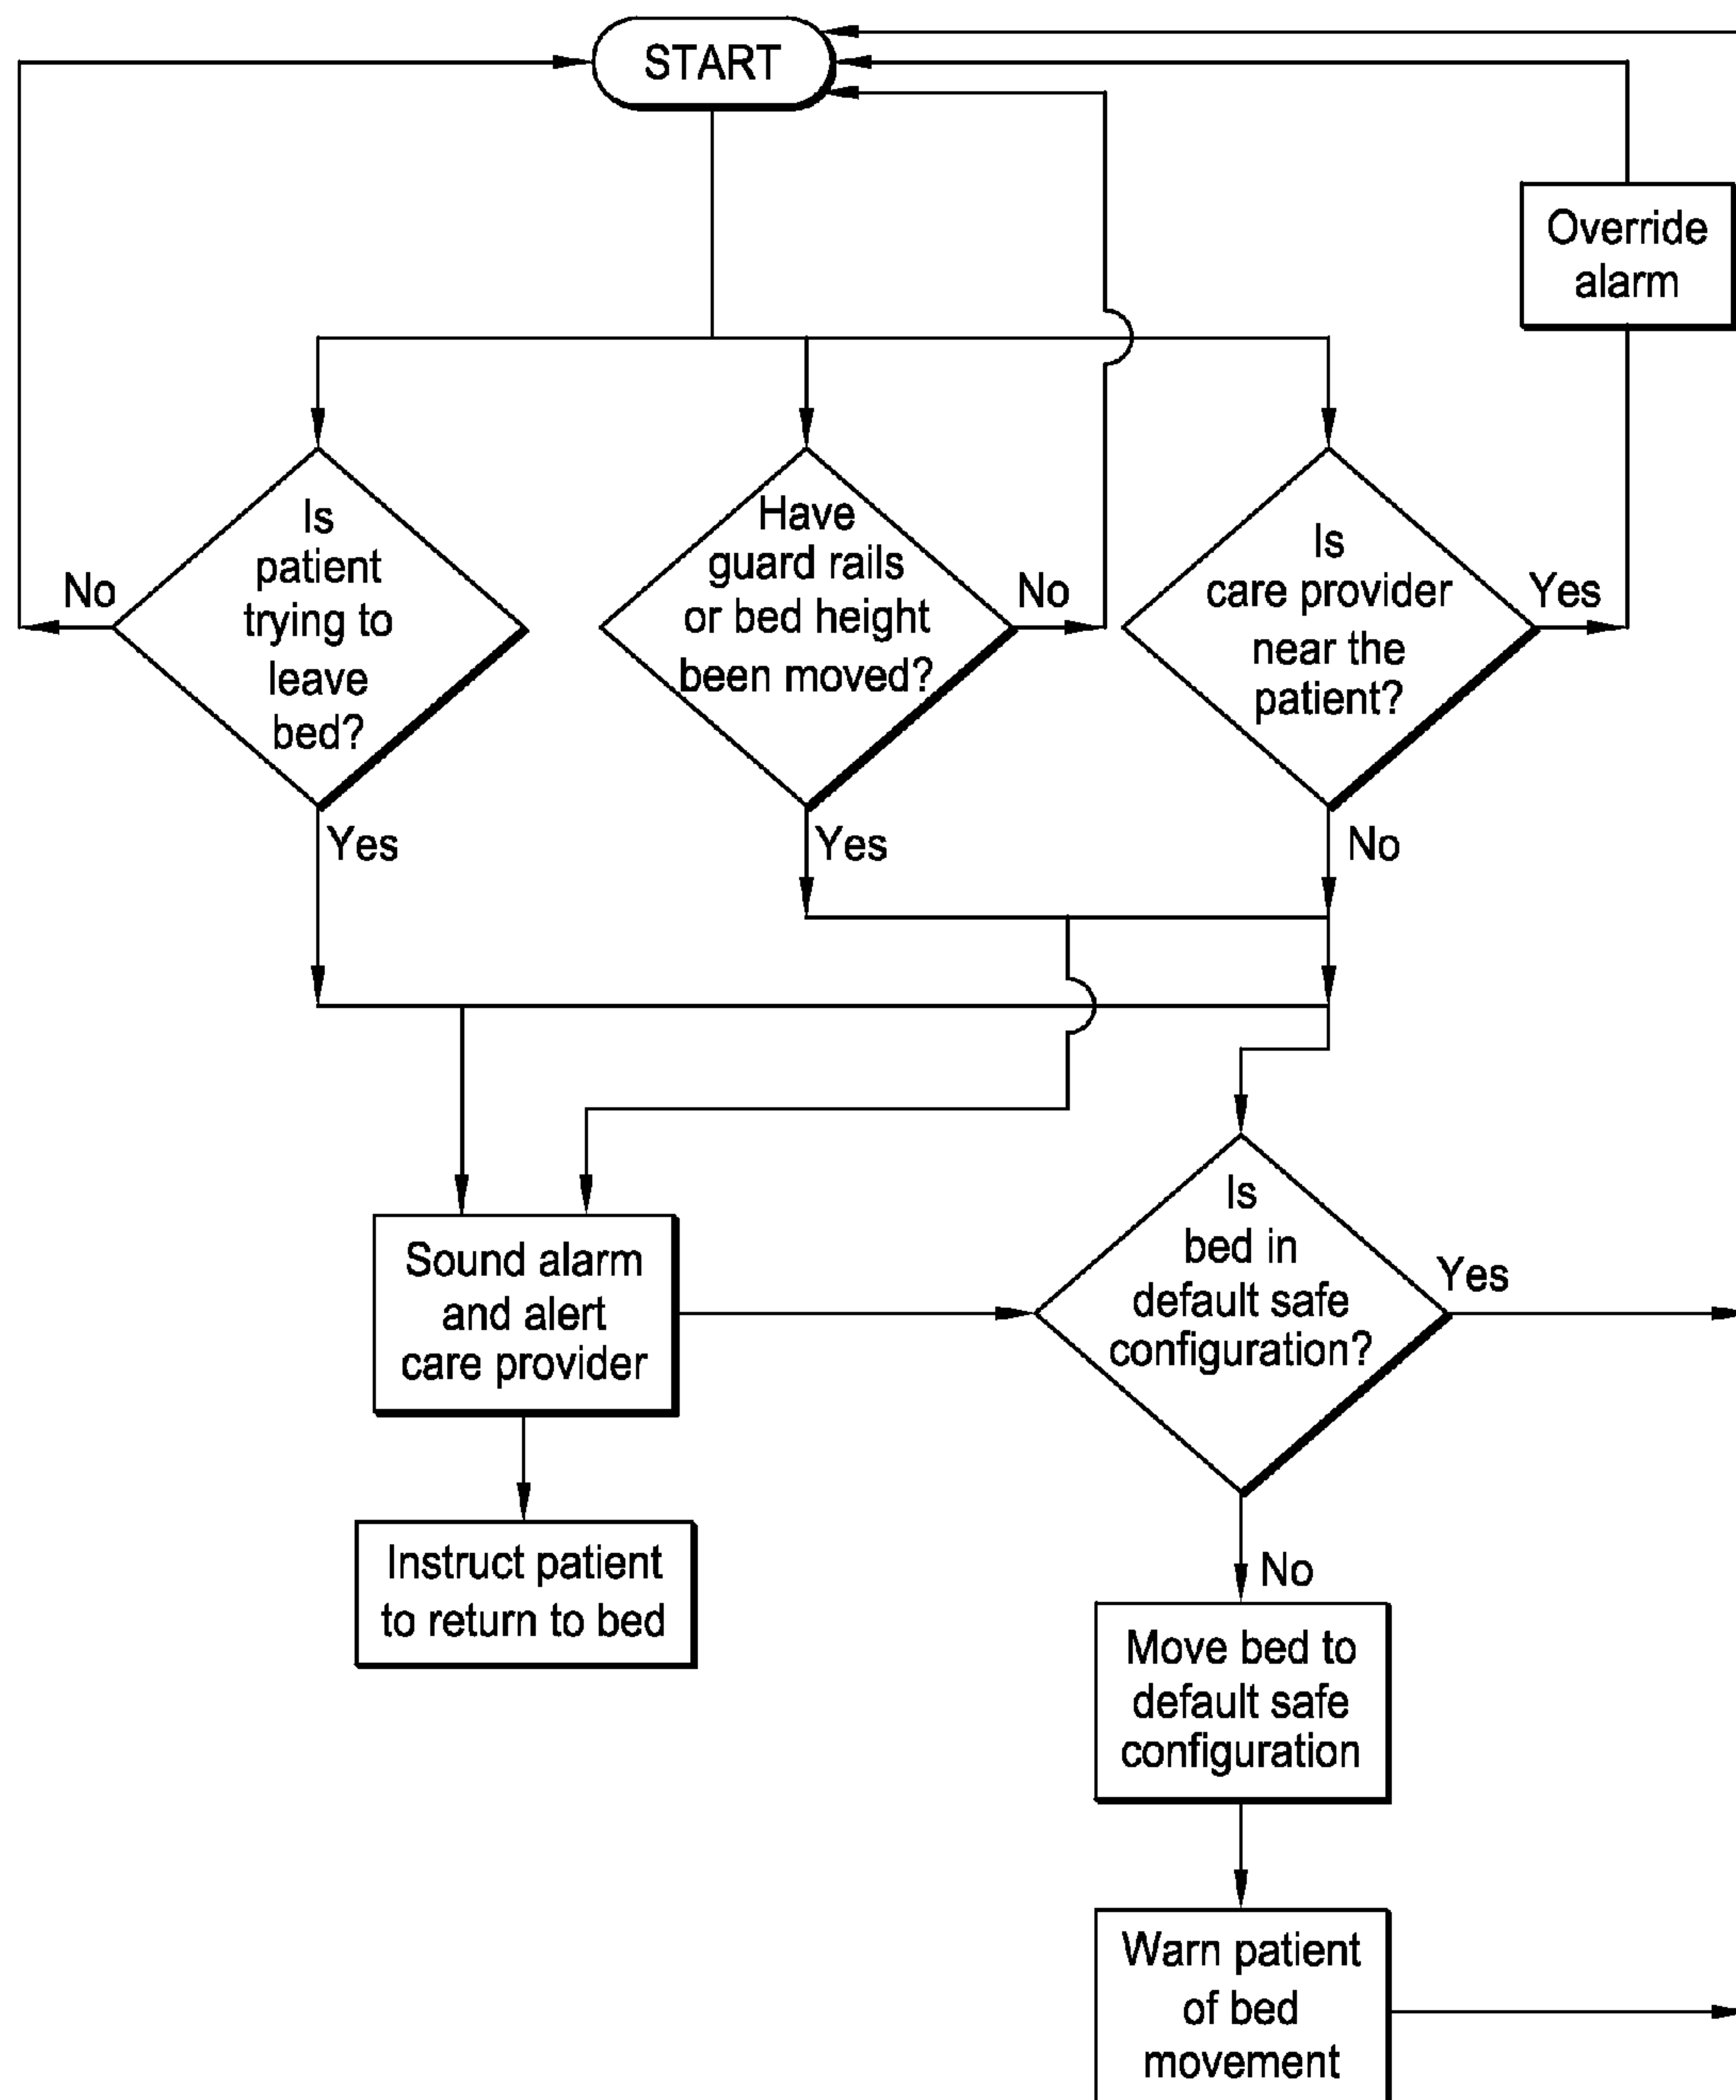 START
Override
alarm
Is
patient
trying to
leave
bed?
No
Yes
Have
guard rails
or bed height
been moved?
No
Yes
Is
care provider
near the
patient?
Yes
No
Sound alarm
and alert
care provider
Is
bed in
default safe
configuration?
Yes
No
Instruct patient
to return to bed
Move bed to
default safe
configuration
Warn patient
of bed
movement